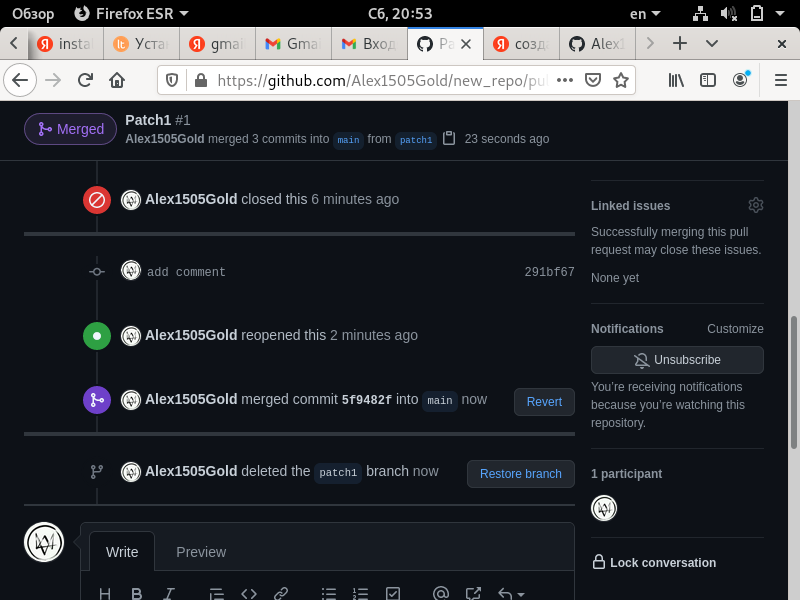 Обзор Firefox ESR Сб, 20:53 en
insta Уста gmai Gma Вход Pa созда Alex1
https://github.com/Alex1505Gold/new_repo/pu
Merged Patch1 #1
Alex1505Gold merged 3 commits into main from patch1 23 seconds ago
Alex1505Gold closed this 6 minutes ago
add comment 291bf67
Alex1505Gold reopened this 2 minutes ago
Alex1505Gold merged commit 5f9482f into main now Revert
Alex1505Gold deleted the patch1 branch now Restore branch
Write Preview
Linked issues
Successfully merging this pull
request may close these issues.
None yet
Notifications Customize
Unsubscribe
You’re receiving notifications
because you’re watching this
repository.
1 participant
Lock conversation